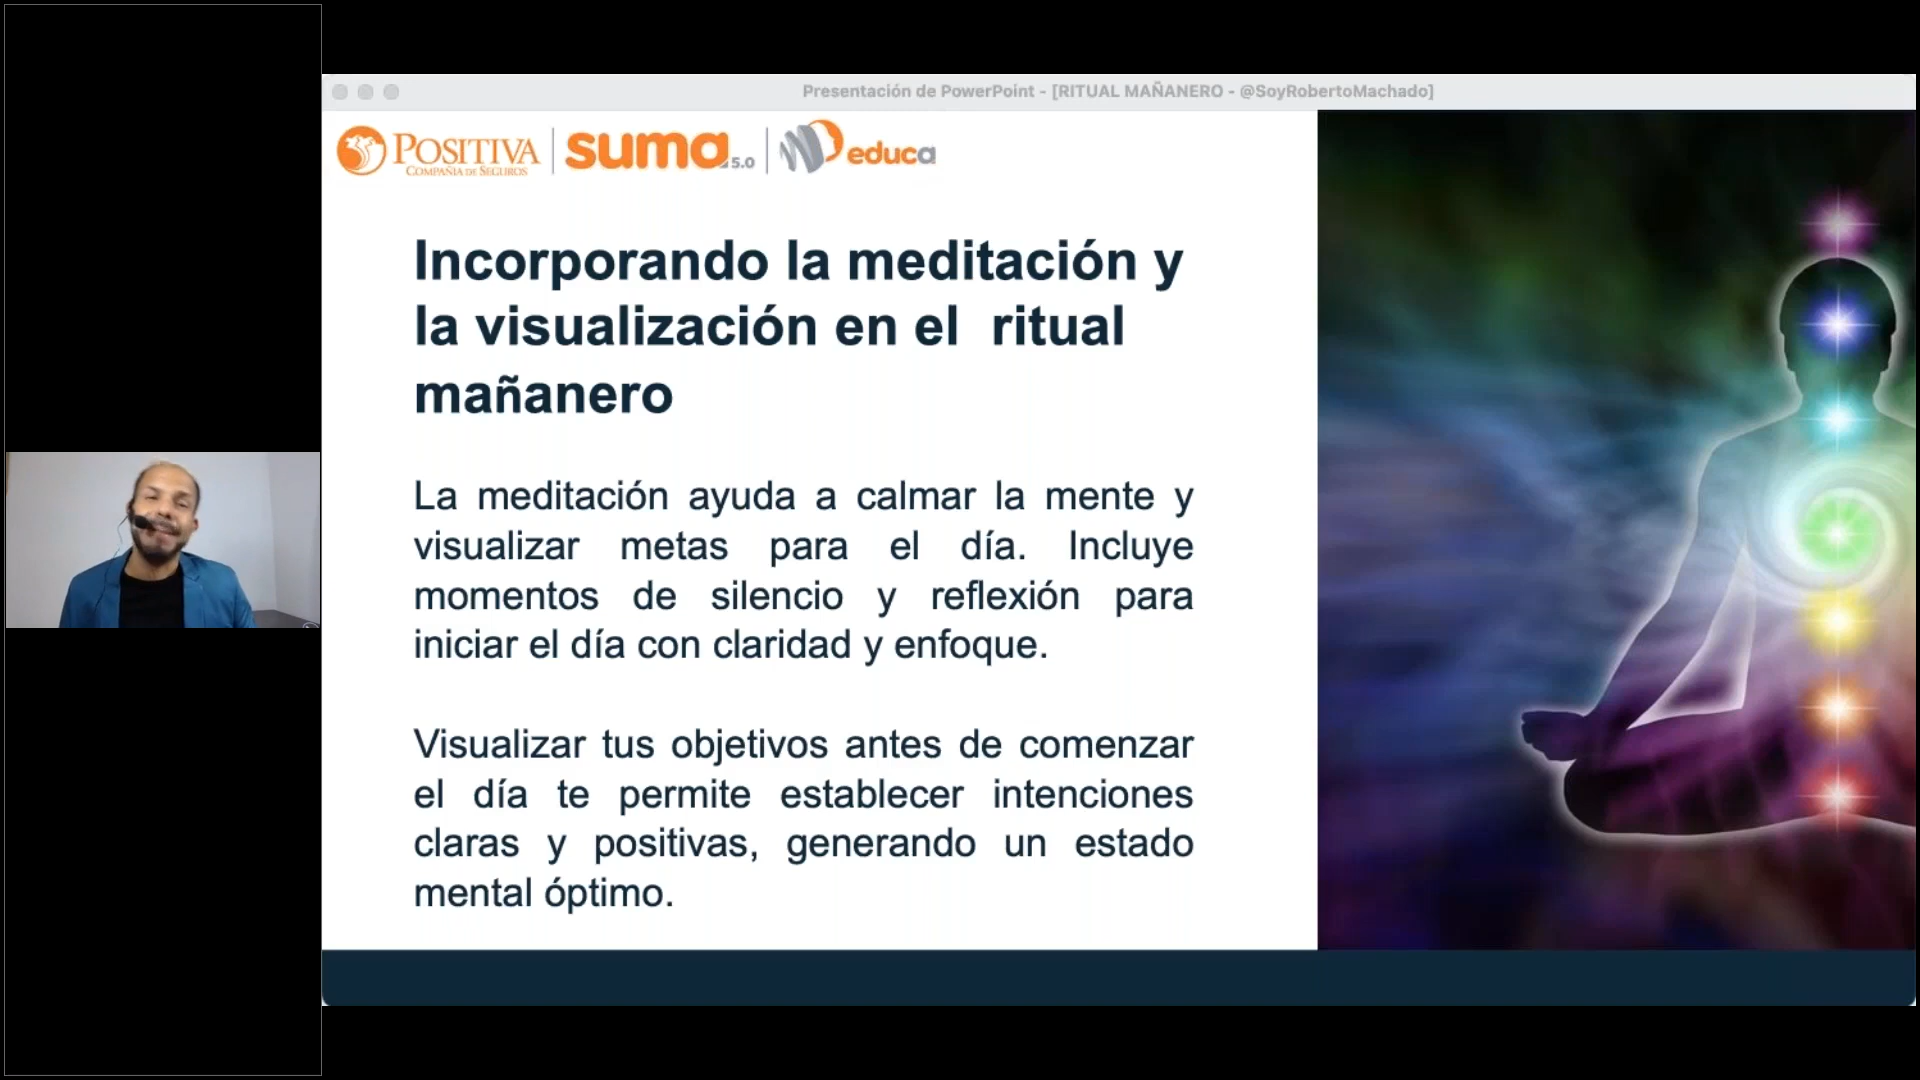 Presentación de PowerPoint - [RITUAL MAÑANERO - @SoyRobertoMachado]
POSITIVA
COMPAÑIA DE SEGUROS
suma 5.0
educa
Incorporando la meditación y
la visualización en el  ritual
mañanero
La meditación ayuda a calmar la mente y
visualizar metas para el día. Incluye
momentos de silencio y reflexión para
iniciar el día con claridad y enfoque.
Visualizar tus objetivos antes de comenzar
el día te permite establecer intenciones
claras y positivas, generando un estado
mental óptimo.